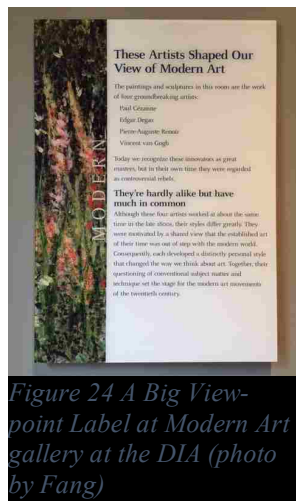 These Artists Shaped Our
View of Modern Art
The paintings and sculptures in this room are the work
of four groundbreaking artists:
Paul Cézanne
Edgar Degas
Pierre-Auguste Renoir
Vincent van Gogh
Today we recognize these innovators as great
masters, but in their own time they were regarded
as controversial rebels.
They're hardly alike but have
much in common
Although these four artists worked at about the same
time in the late 1800s, their styles differ greatly. They
were motivated by a shared view that the established art
of their time was out of step with the modern world.
Consequently, each developed a distinctly personal style
that changed the way we think about art. Together, their
questioning of conventional subject matter and
technique set the stage for the modern art movements
of the twentieth century.
MODERN
Figure 24 A Big View-
point Label at Modern Art
gallery at the DIA (photo
by Fang)